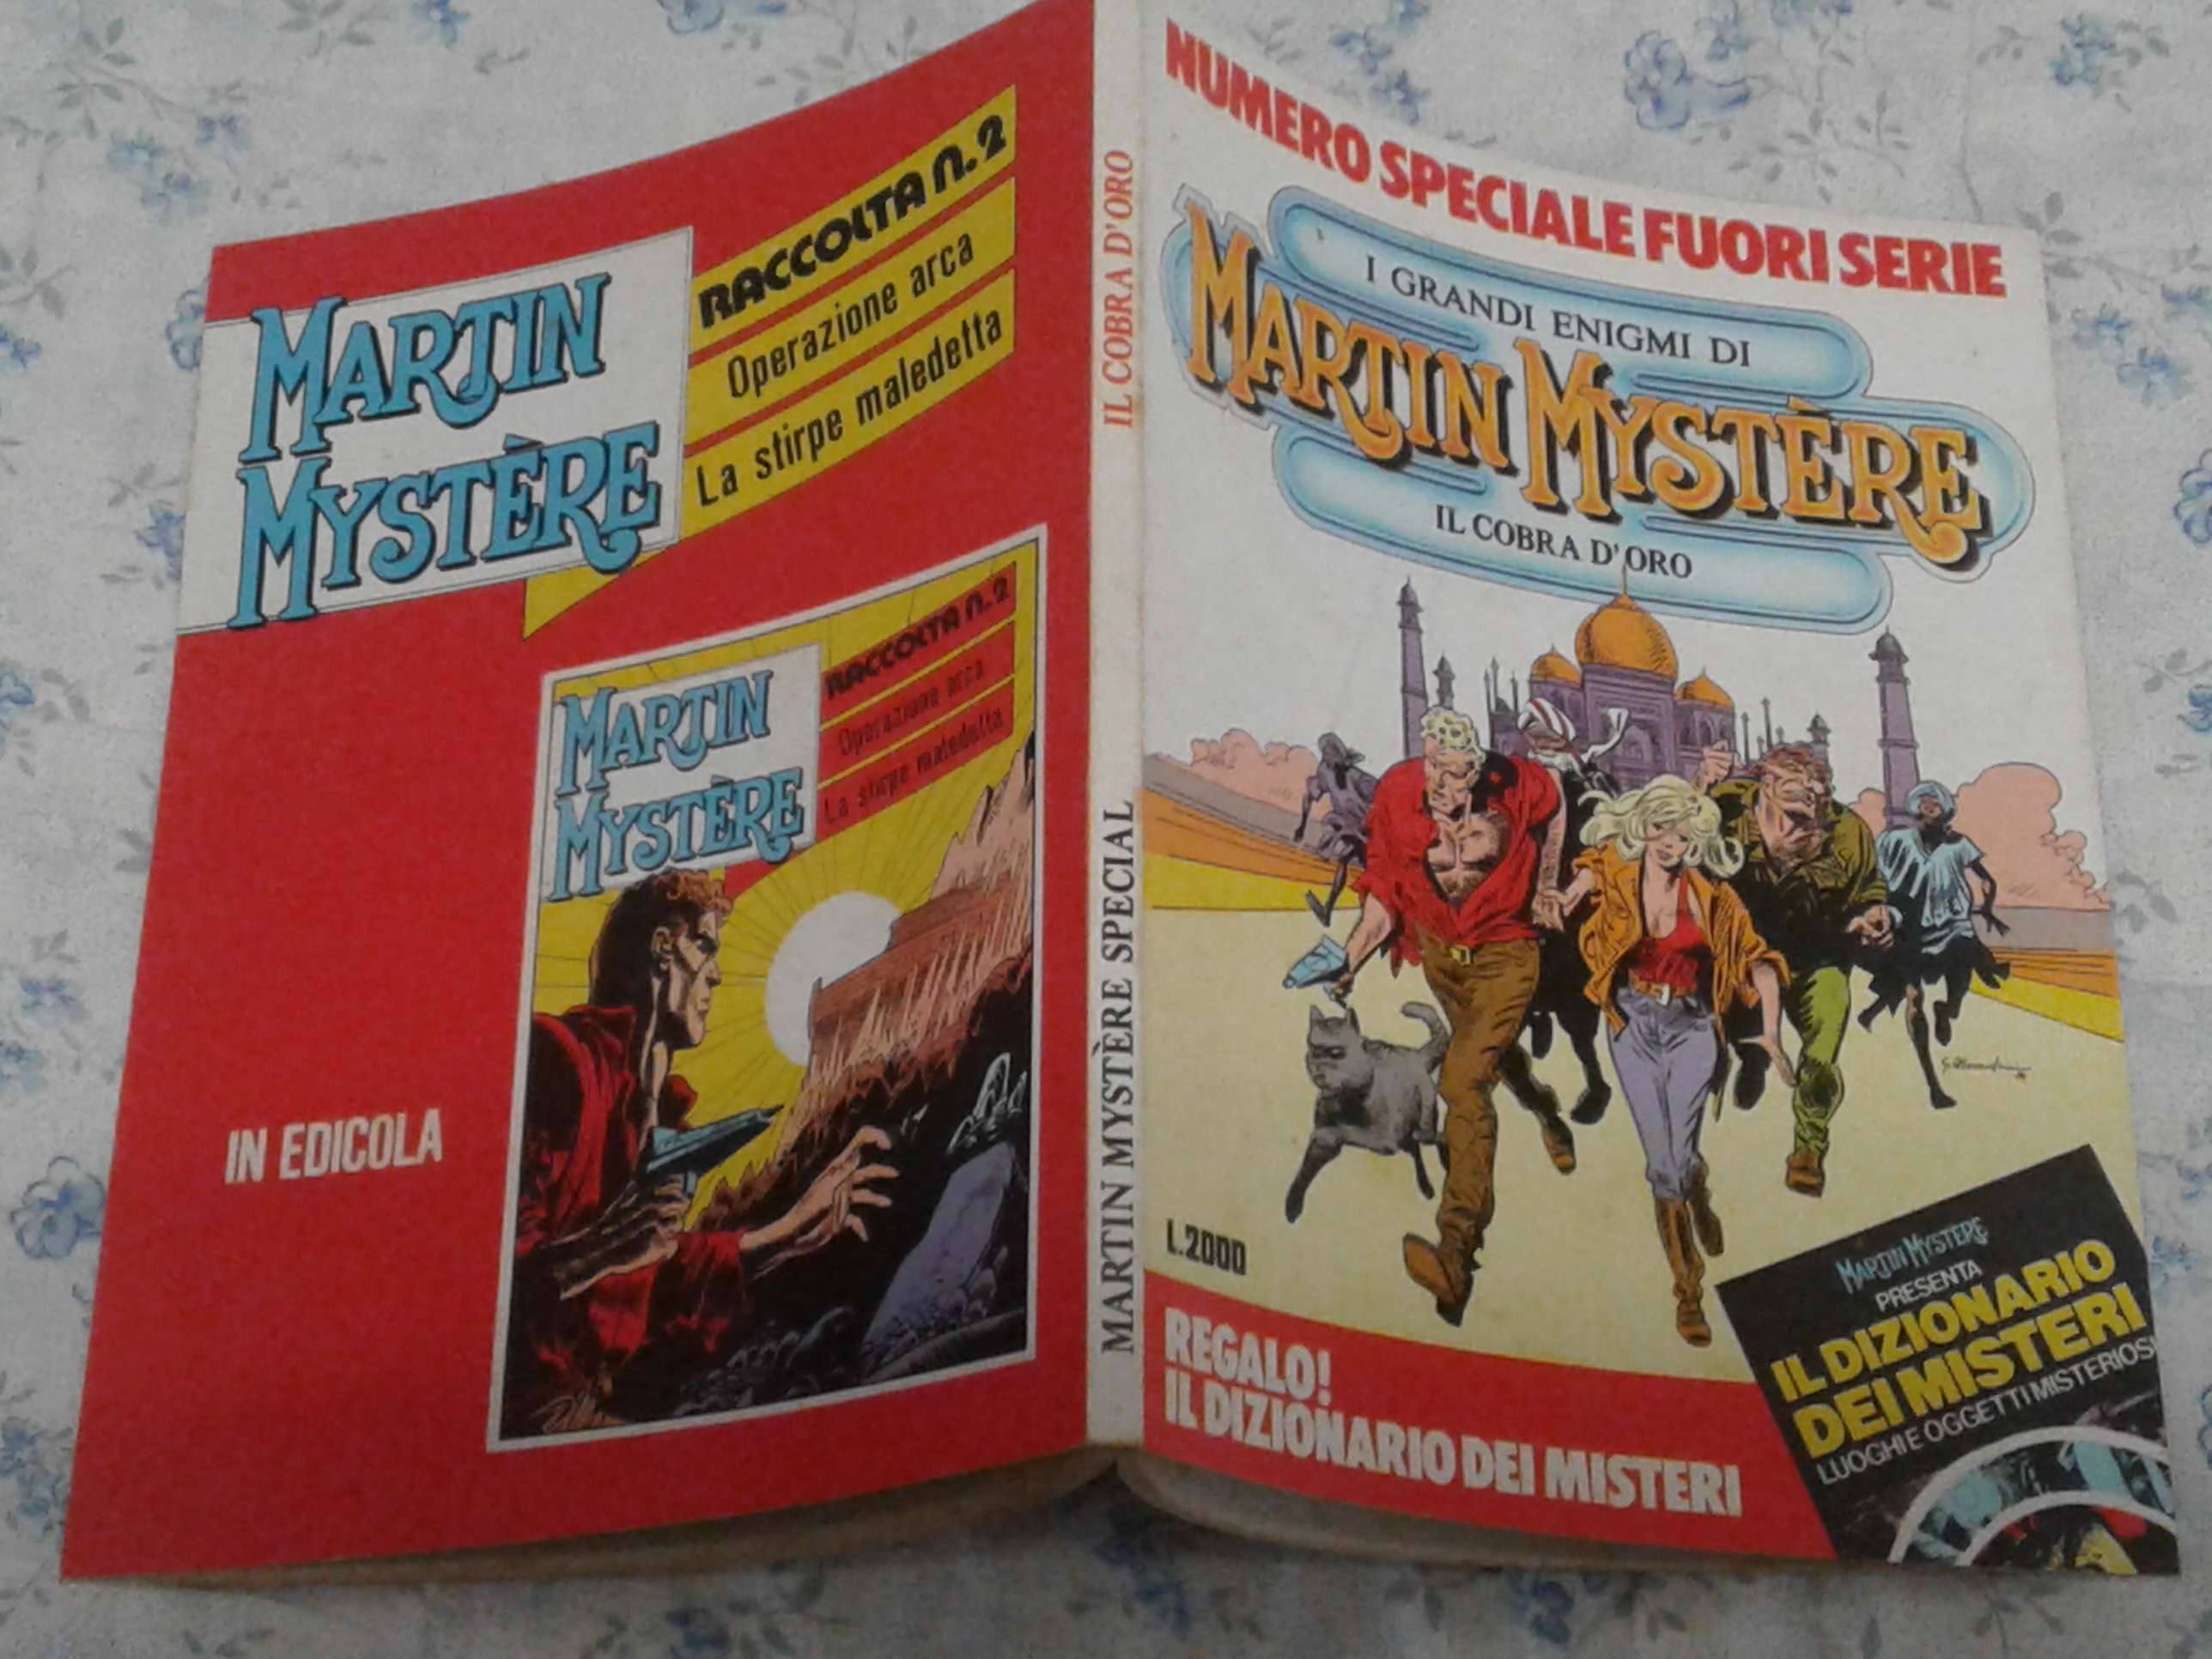 RACCOLTA n.2
Operazione arca
La stirpe maledetta
MARTIN
MYSTÈRE
RACCOLTA n.2
Operazione arca
La stirpe maledetta
MARTIN
MYSTÈRE
IN EDICOLA
IL COBRA D'ORO
MARTIN MYSTÈRE SPECIAL
NUMERO SPECIALE FUORI SERIE
I GRANDI ENIGMI DI
MARTIN MYSTÈRE
IL COBRA D'ORO
L.2000
REGALO!
IL DIZIONARIO DEI MISTERI
MARTIN MYSTERE
PRESENTA
IL DIZIONARIO
DEI MISTERI
LUOGHI E OGGETTI MISTERIOSI